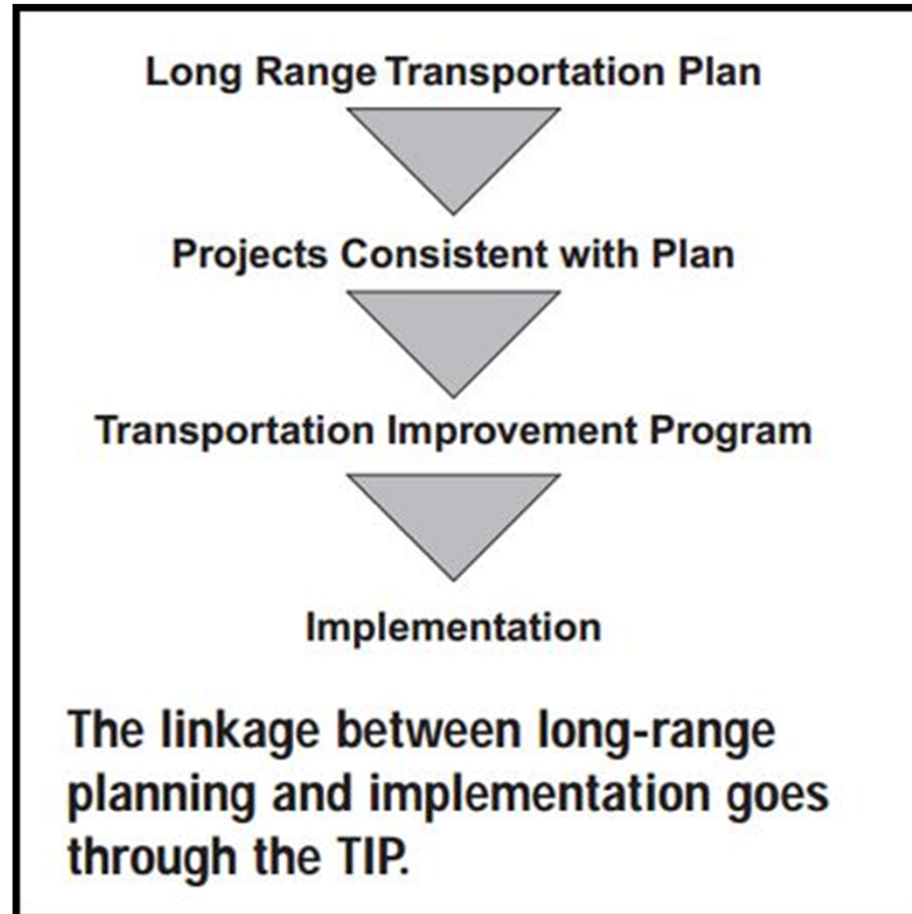 Long Range Transportation Plan
Projects Consistent with Plan
Transportation Improvement Program
Implementation
The linkage between long-range
planning and implementation goes
through the TIP.